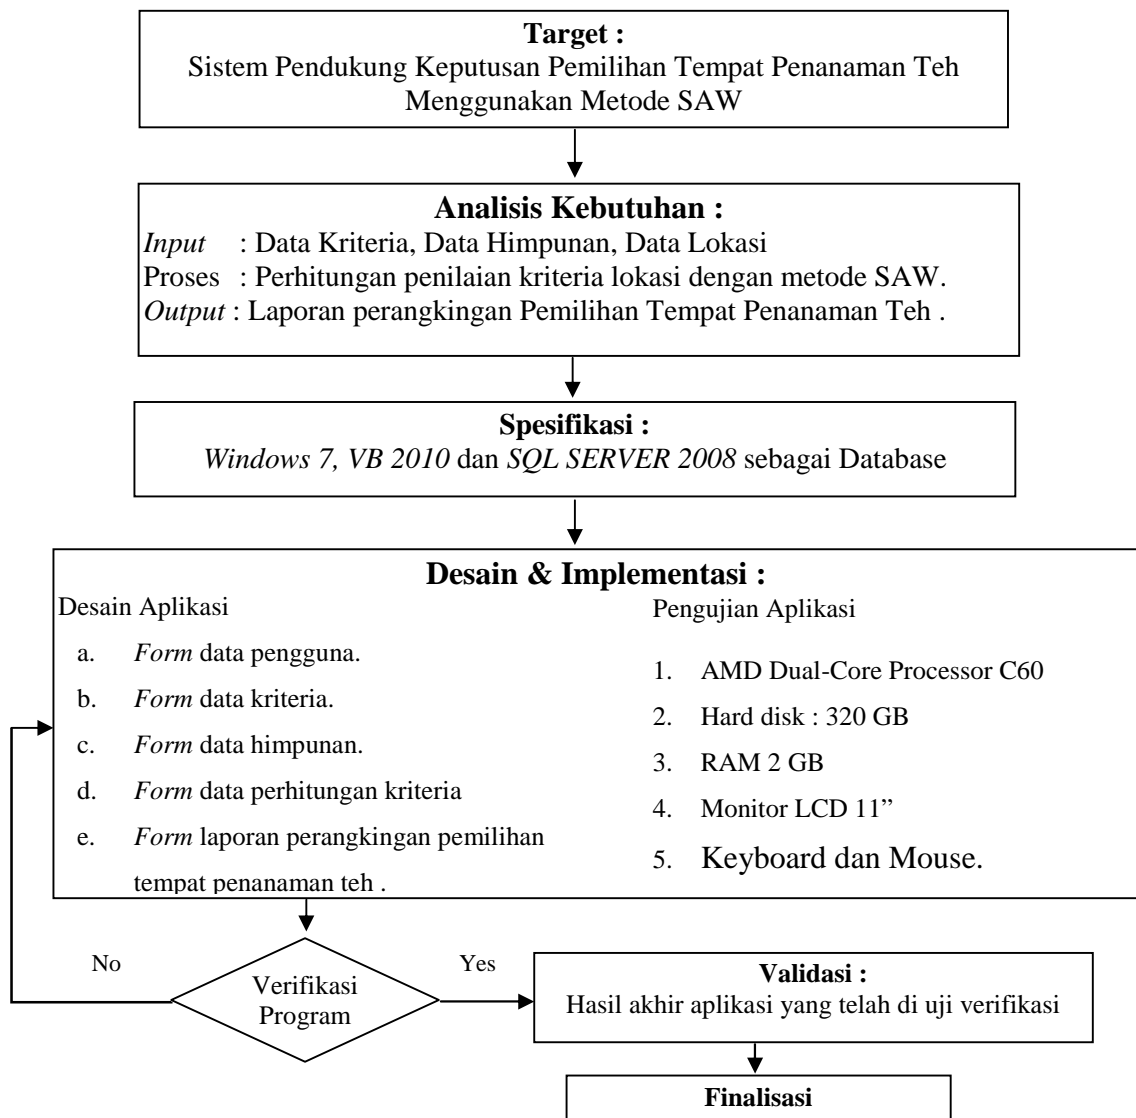 Target :
Sistem Pendukung Keputusan Pemilihan Tempat Penanaman Teh
Menggunakan Metode SAW
Analisis Kebutuhan :
Input : Data Kriteria, Data Himpunan, Data Lokasi
Proses : Perhitungan penilaian kriteria lokasi dengan metode SAW.
Output : Laporan perangkingan Pemilihan Tempat Penanaman Teh .
Spesifikasi :
Windows 7, VB 2010 dan SQL SERVER 2008 sebagai Database
Desain & Implementasi :
Desain Aplikasi
a. Form data pengguna.
b. Form data kriteria.
c. Form data himpunan.
d. Form data perhitungan kriteria
e. Form laporan perangkingan pemilihan
tempat penanaman teh .
Pengujian Aplikasi
1. AMD Dual-Core Processor C60
2. Hard disk : 320 GB
3. RAM 2 GB
4. Monitor LCD 11”
5. Keyboard dan Mouse.
No
Verifikasi
Program
Yes
Validasi :
Hasil akhir aplikasi yang telah di uji verifikasi
Finalisasi